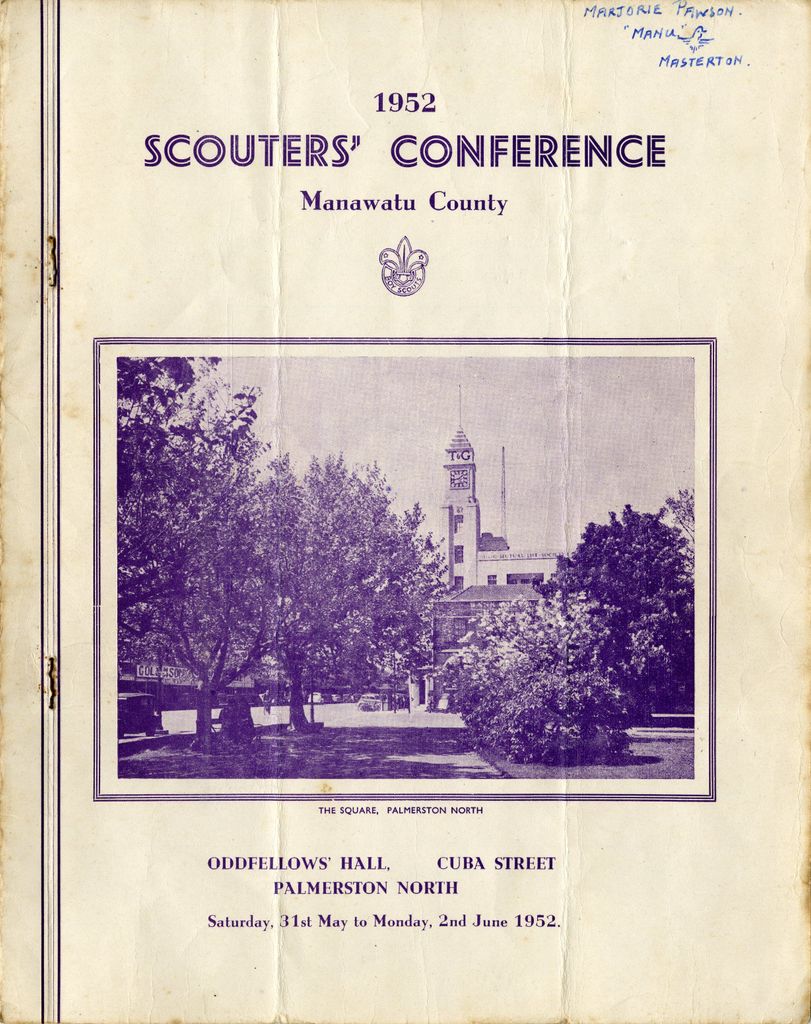 MARJORIE PAWSON.
"MANU"
MASTERTON.
1952
SCOUTERS' CONFERENCE
Manawatu County
BOY SCOUTS
T&G
THE SQUARE, PALMERSTON NORTH
ODDFELLOWS' HALL, CUBA STREET
PALMERSTON NORTH
Saturday, 31st May to Monday, 2nd June 1952.